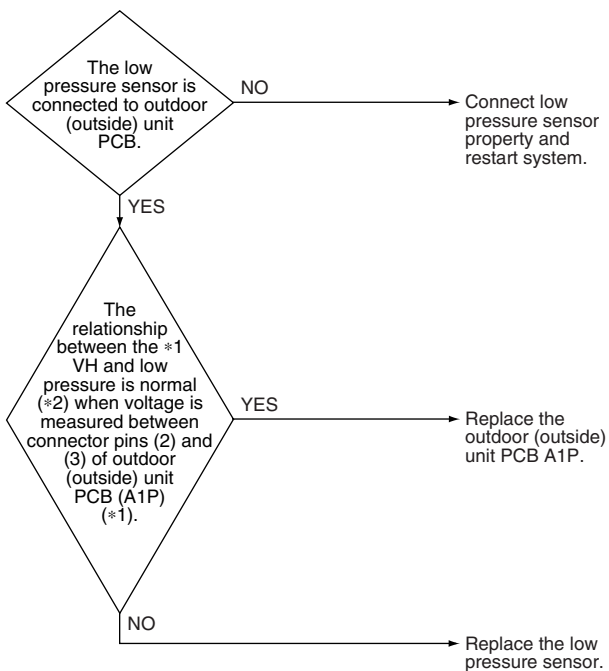 The low
pressure sensor is
connected to outdoor
(outside) unit
PCB.
NO
Connect low
pressure sensor
property and
restart system.
YES
The
relationship
between the *1
VH and low
pressure is normal
(*2) when voltage is
measured between
connector pins (2) and
(3) of outdoor
(outside) unit
PCB (A1P)
(*1).
YES
Replace the
outdoor (outside)
unit PCB A1P.
NO
Replace the low
pressure sensor.